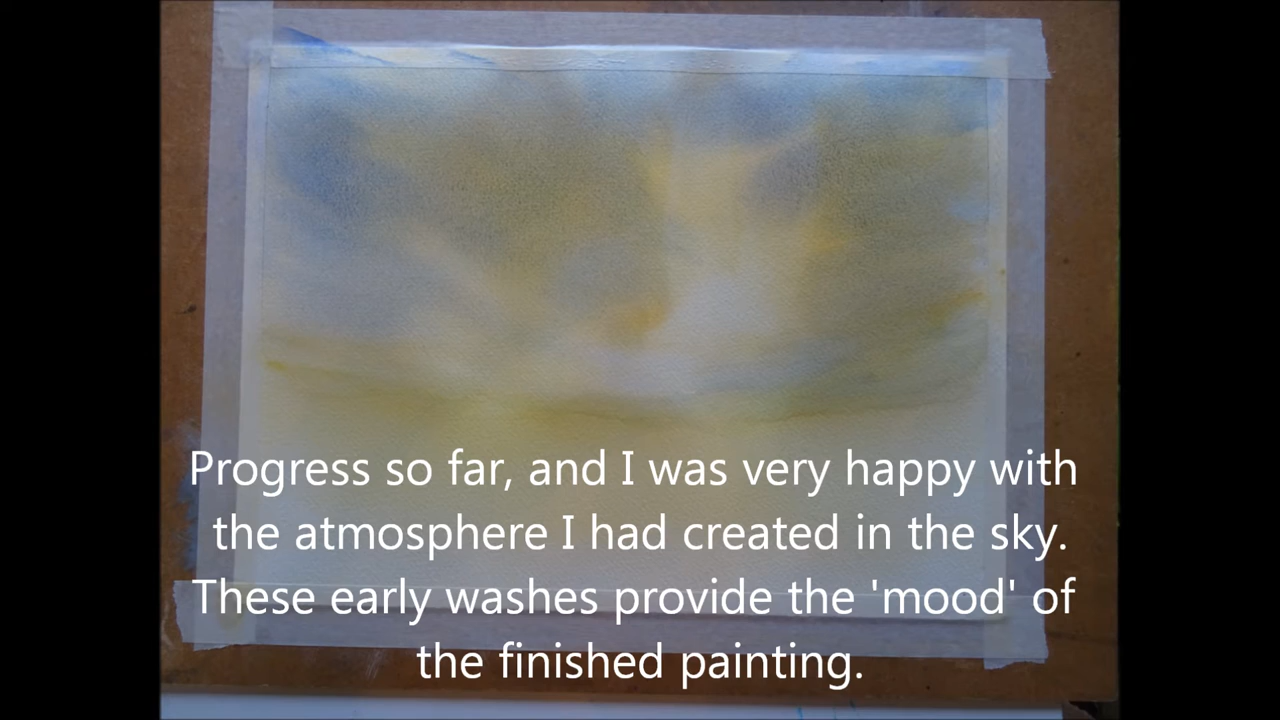 Progress so far, and I was very happy with
the atmosphere I had created in the sky.
These early washes provide the 'mood' of
the finished painting.